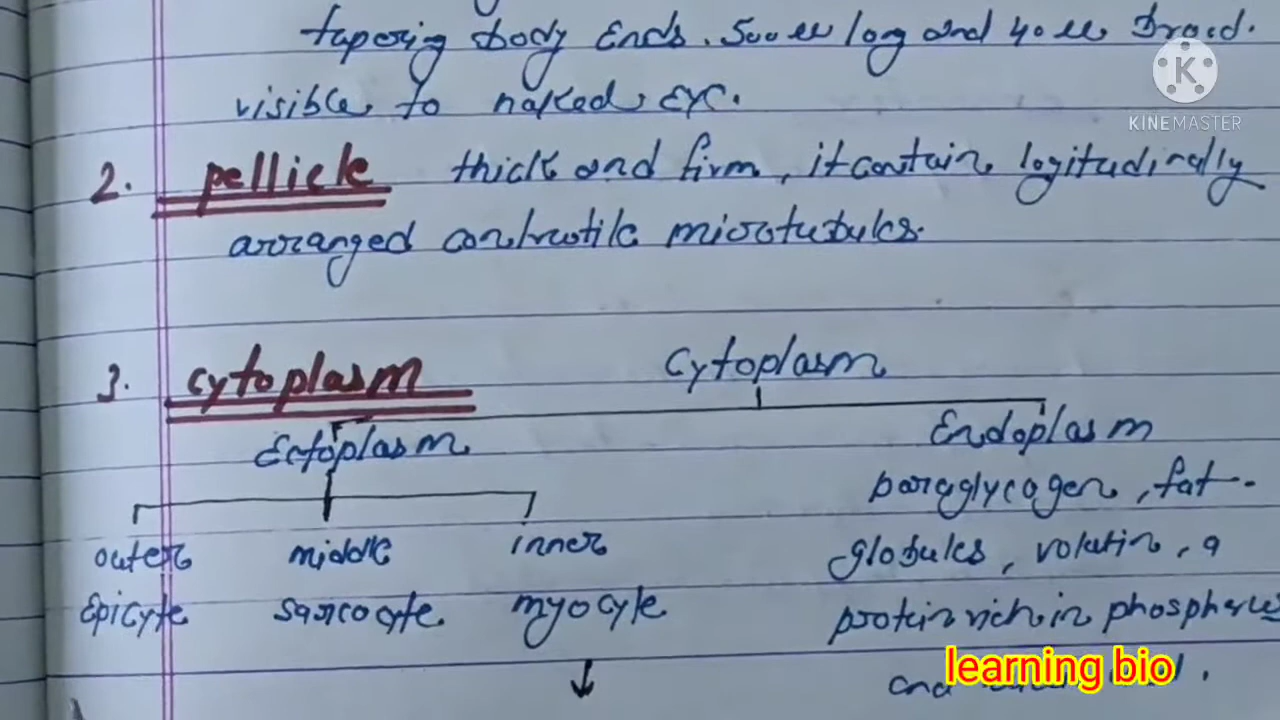 tapering body Ends. 500 µ long and 40 µ broad.
visible to naked Eye.
K
KINEMASTER
2. pellicle thick and firm, it contain logitudinally
arranged contractile microtubules.
3. cytoplasm
Cytoplasm
Ectoplasm
Endoplasm
outer middle inner
Epicyte sarcocyte myocyte
paraglycogen, fat-
globules, volutin, a
protein rich in phosphorus
and
learning bio